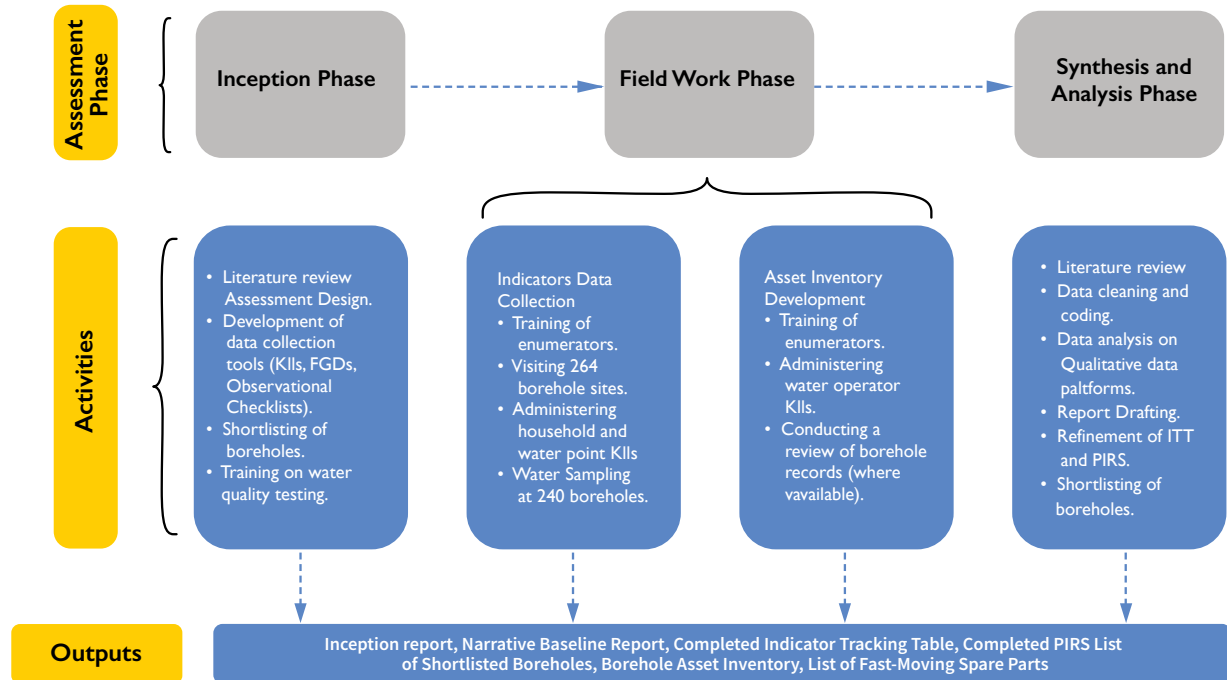 Assessment
Phase
Inception Phase
Field Work Phase
Synthesis and
Analysis Phase
Activities
• Literature review
Assessment Design.
• Development of
data collection
tools (KIIs, FGDs,
Observational
Checklists).
• Shortlisting of
boreholes.
• Training on water
quality testing.
Indicators Data
Collection
• Training of
enumerators.
• Visiting 264
borehole sites.
• Administering
household and
water point KIIs
• Water Sampling
at 240 boreholes.
Asset Inventory
Development
• Training of
enumerators.
• Administering
water operator
KIIs.
• Conducting a
review of borehole
records (where
vavailable).
• Literature review
• Data cleaning and
coding.
• Data analysis on
Qualitative data
paltforms.
• Report Drafting.
• Refinement of ITT
and PIRS.
• Shortlisting of
boreholes.
Outputs
Inception report, Narrative Baseline Report, Completed Indicator Tracking Table, Completed PIRS List
of Shortlisted Boreholes, Borehole Asset Inventory, List of Fast-Moving Spare Parts